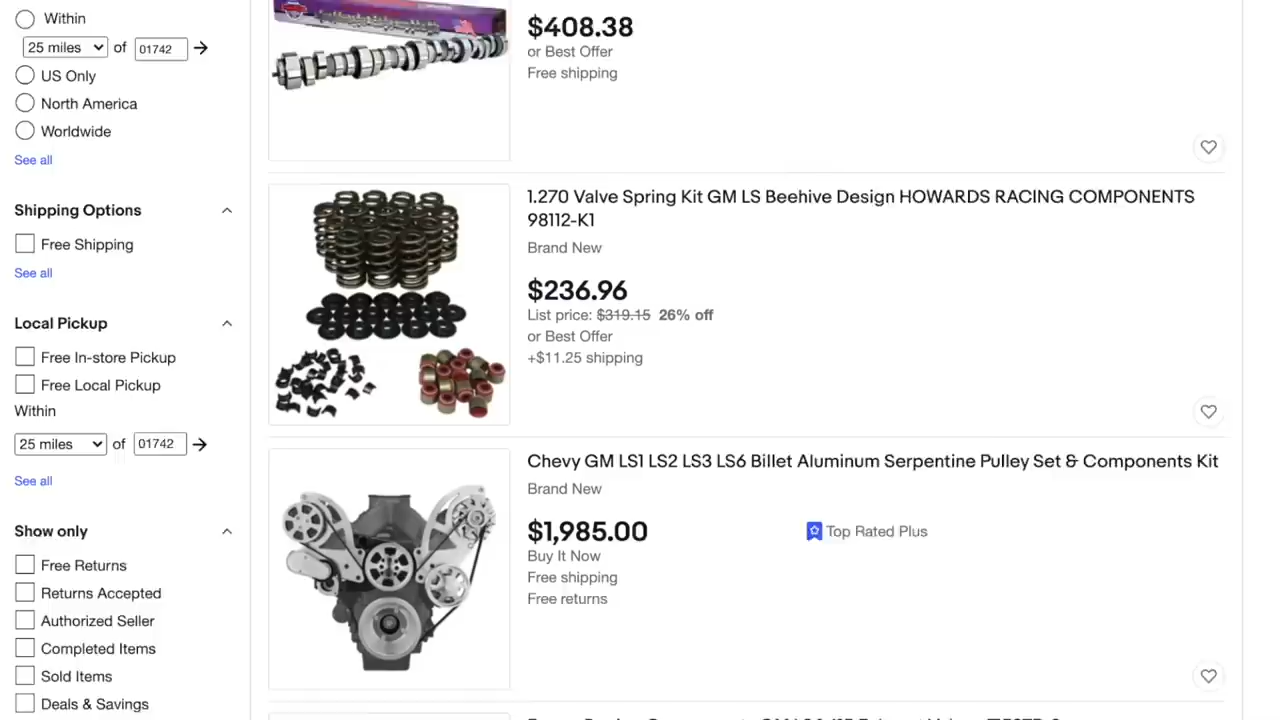 Within
25 miles of 01742
US Only
North America
Worldwide
See all
Shipping Options
Free Shipping
See all
Local Pickup
Free In-store Pickup
Free Local Pickup
Within
25 miles of 01742
See all
Show only
Free Returns
Returns Accepted
Authorized Seller
Completed Items
Sold Items
Deals & Savings
$408.38
or Best Offer
Free shipping
1.270 Valve Spring Kit GM LS Beehive Design HOWARDS RACING COMPONENTS
98112-K1
Brand New
$236.96
List price: $319.15 26% off
or Best Offer
+$11.25 shipping
Chevy GM LS1 LS2 LS3 LS6 Billet Aluminum Serpentine Pulley Set & Components Kit
Brand New
$1,985.00
Top Rated Plus
Buy It Now
Free shipping
Free returns